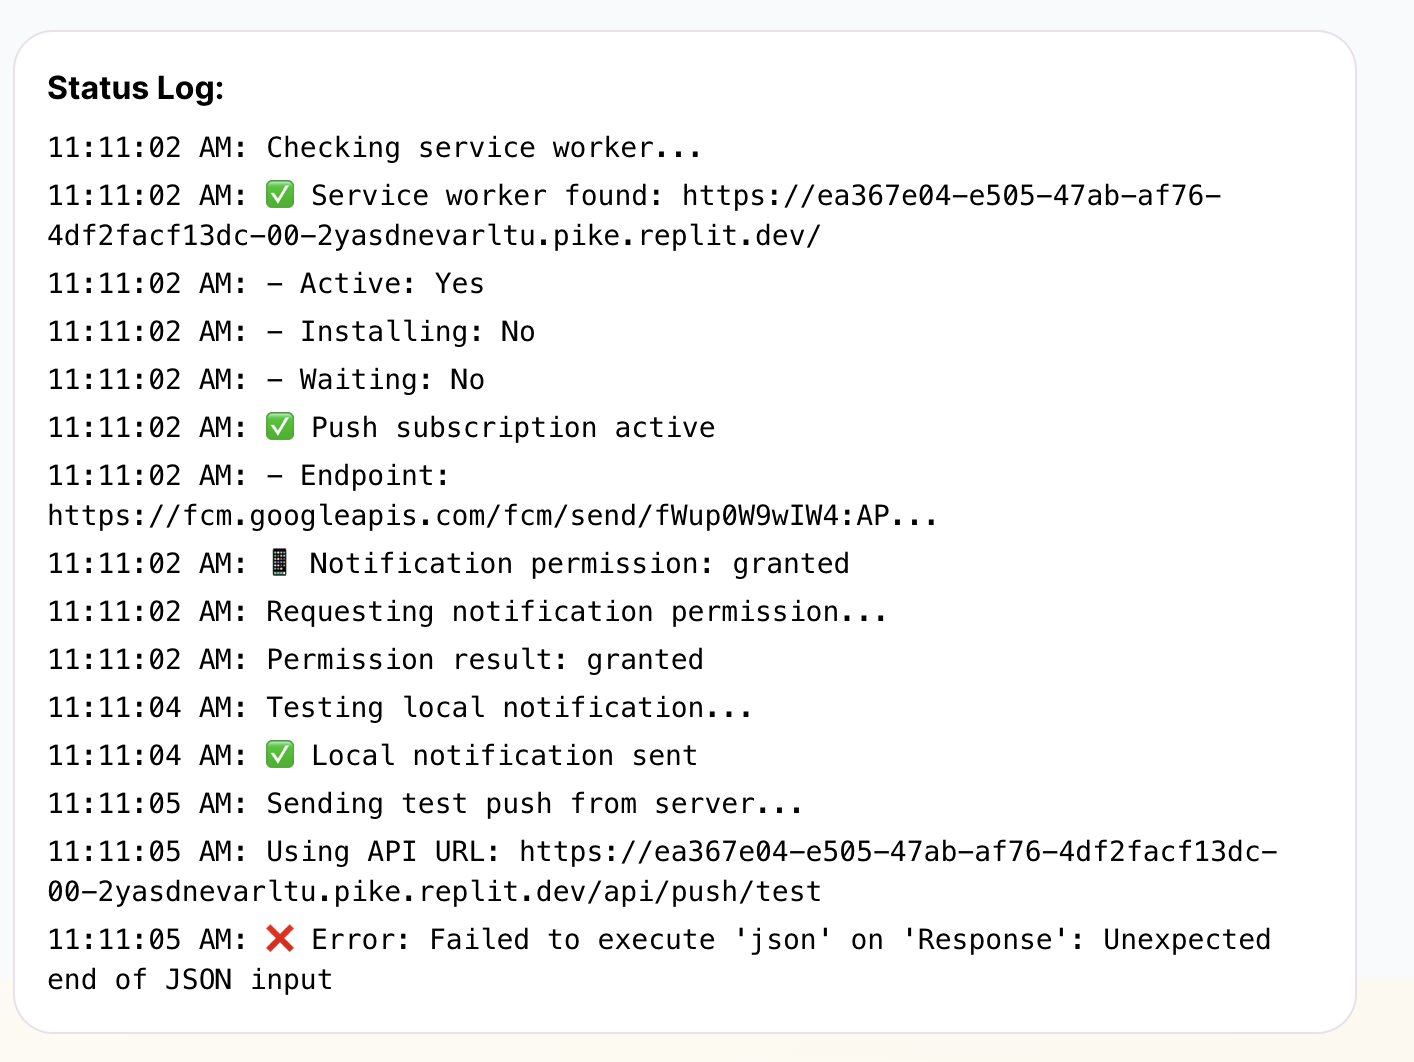 Status Log:
11:11:02 AM: Checking service worker...
11:11:02 AM: ✅ Service worker found: https://ea367e04-e505-47ab-af76-
4df2facf13dc-00-2yasdnevarltu.pike.replit.dev/
11:11:02 AM: - Active: Yes
11:11:02 AM: - Installing: No
11:11:02 AM: - Waiting: No
11:11:02 AM: ✅ Push subscription active
11:11:02 AM: - Endpoint:
https://fcm.googleapis.com/fcm/send/fWup0W9wIW4:AP...
11:11:02 AM: 📱 Notification permission: granted
11:11:02 AM: Requesting notification permission...
11:11:02 AM: Permission result: granted
11:11:04 AM: Testing local notification...
11:11:04 AM: ✅ Local notification sent
11:11:05 AM: Sending test push from server...
11:11:05 AM: Using API URL: https://ea367e04-e505-47ab-af76-4df2facf13dc-
00-2yasdnevarltu.pike.replit.dev/api/push/test
11:11:05 AM: ❌ Error: Failed to execute 'json' on 'Response': Unexpected
end of JSON input